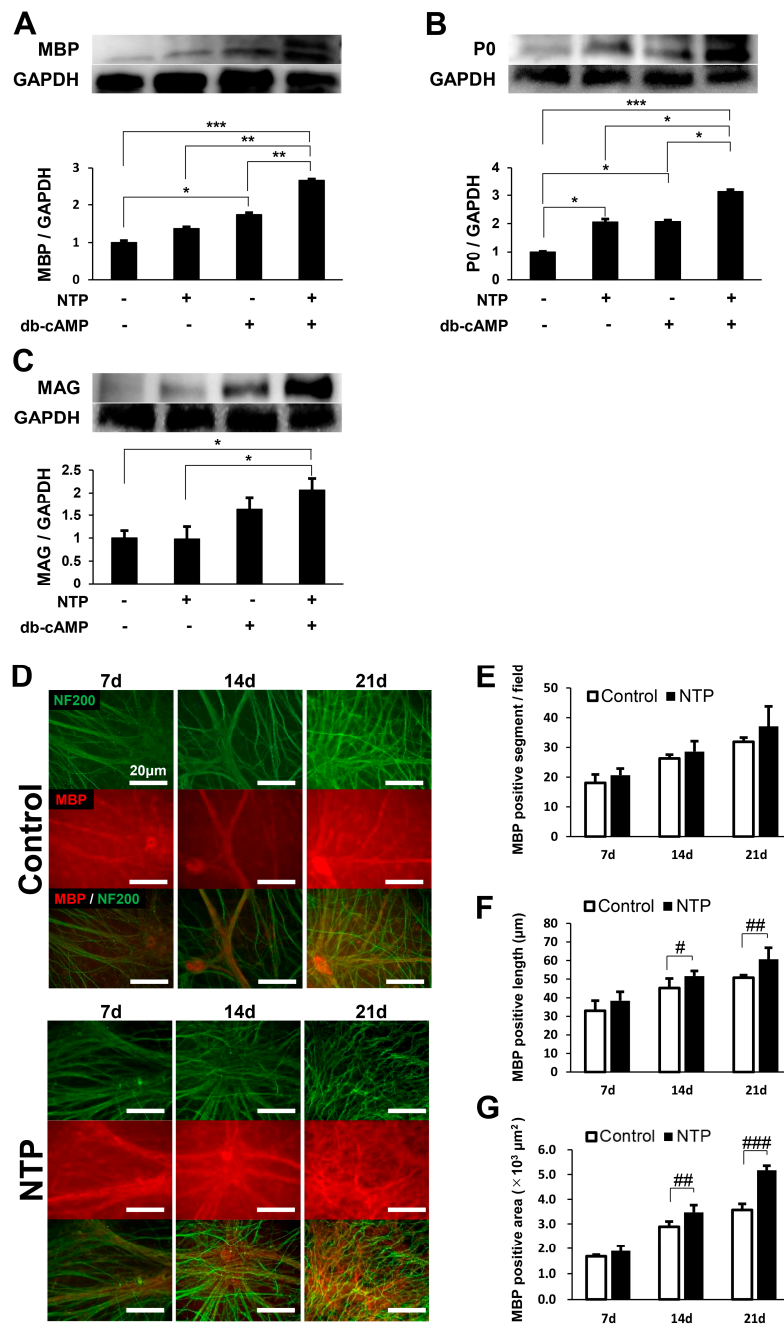 A
MBP
GAPDH
***
**
**
*
MBP / GAPDH
3
2
1
0
NTP - + - +
db-cAMP - - + +
B
P0
GAPDH
***
*
*
*
*
P0 / GAPDH
4
3
2
1
0
NTP - + - +
db-cAMP - - + +
C
MAG
GAPDH
*
*
MAG / GAPDH
2.5
2
1.5
1
0.5
0
NTP - + - +
db-cAMP - - + +
D
7d 14d 21d
Control
NF200
20μm
MBP
MBP / NF200
7d 14d 21d
NTP
E
MBP positive segment / field
Control NTP
50
40
30
20
10
0
7d 14d 21d
F
MBP positive length (μm)
Control NTP
80
70
60
50
40
30
20
10
0
# ##
7d 14d 21d
G
MBP positive area (×10³ μm²)
Control NTP
6.0
5.0
4.0
3.0
2.0
1.0
0.0
## ###
7d 14d 21d